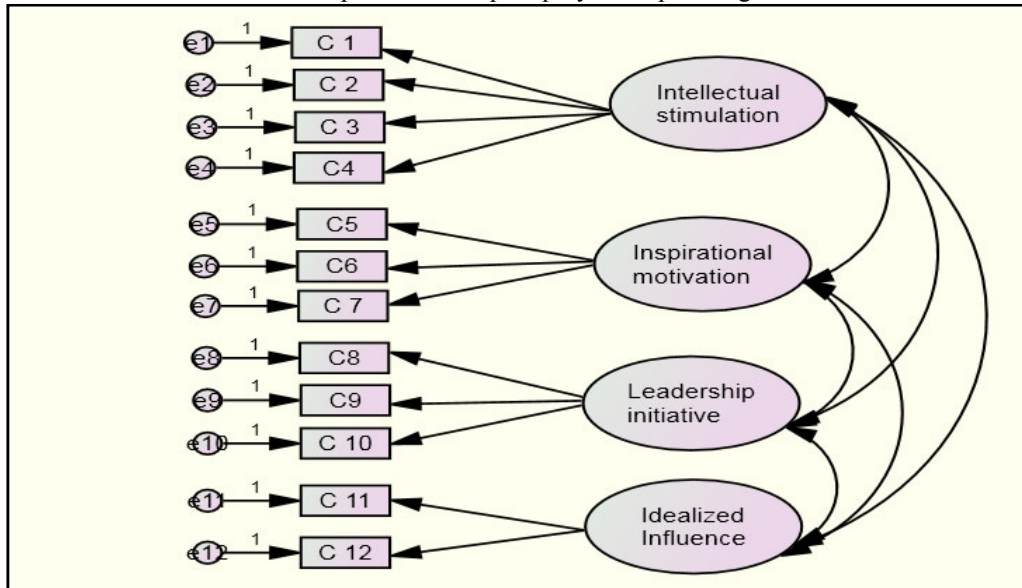 e1 1 C 1
e2 1 C 2
e3 1 C 3
e4 1 C4
Intellectual
stimulation
e5 1 C5
e6 1 C6
e7 1 C 7
Inspirational
motivation
e8 1 C8
e9 1 C9
e10 1 C 10
Leadership
initiative
e11 1 C 11
e12 1 C 12
Idealized
Influence